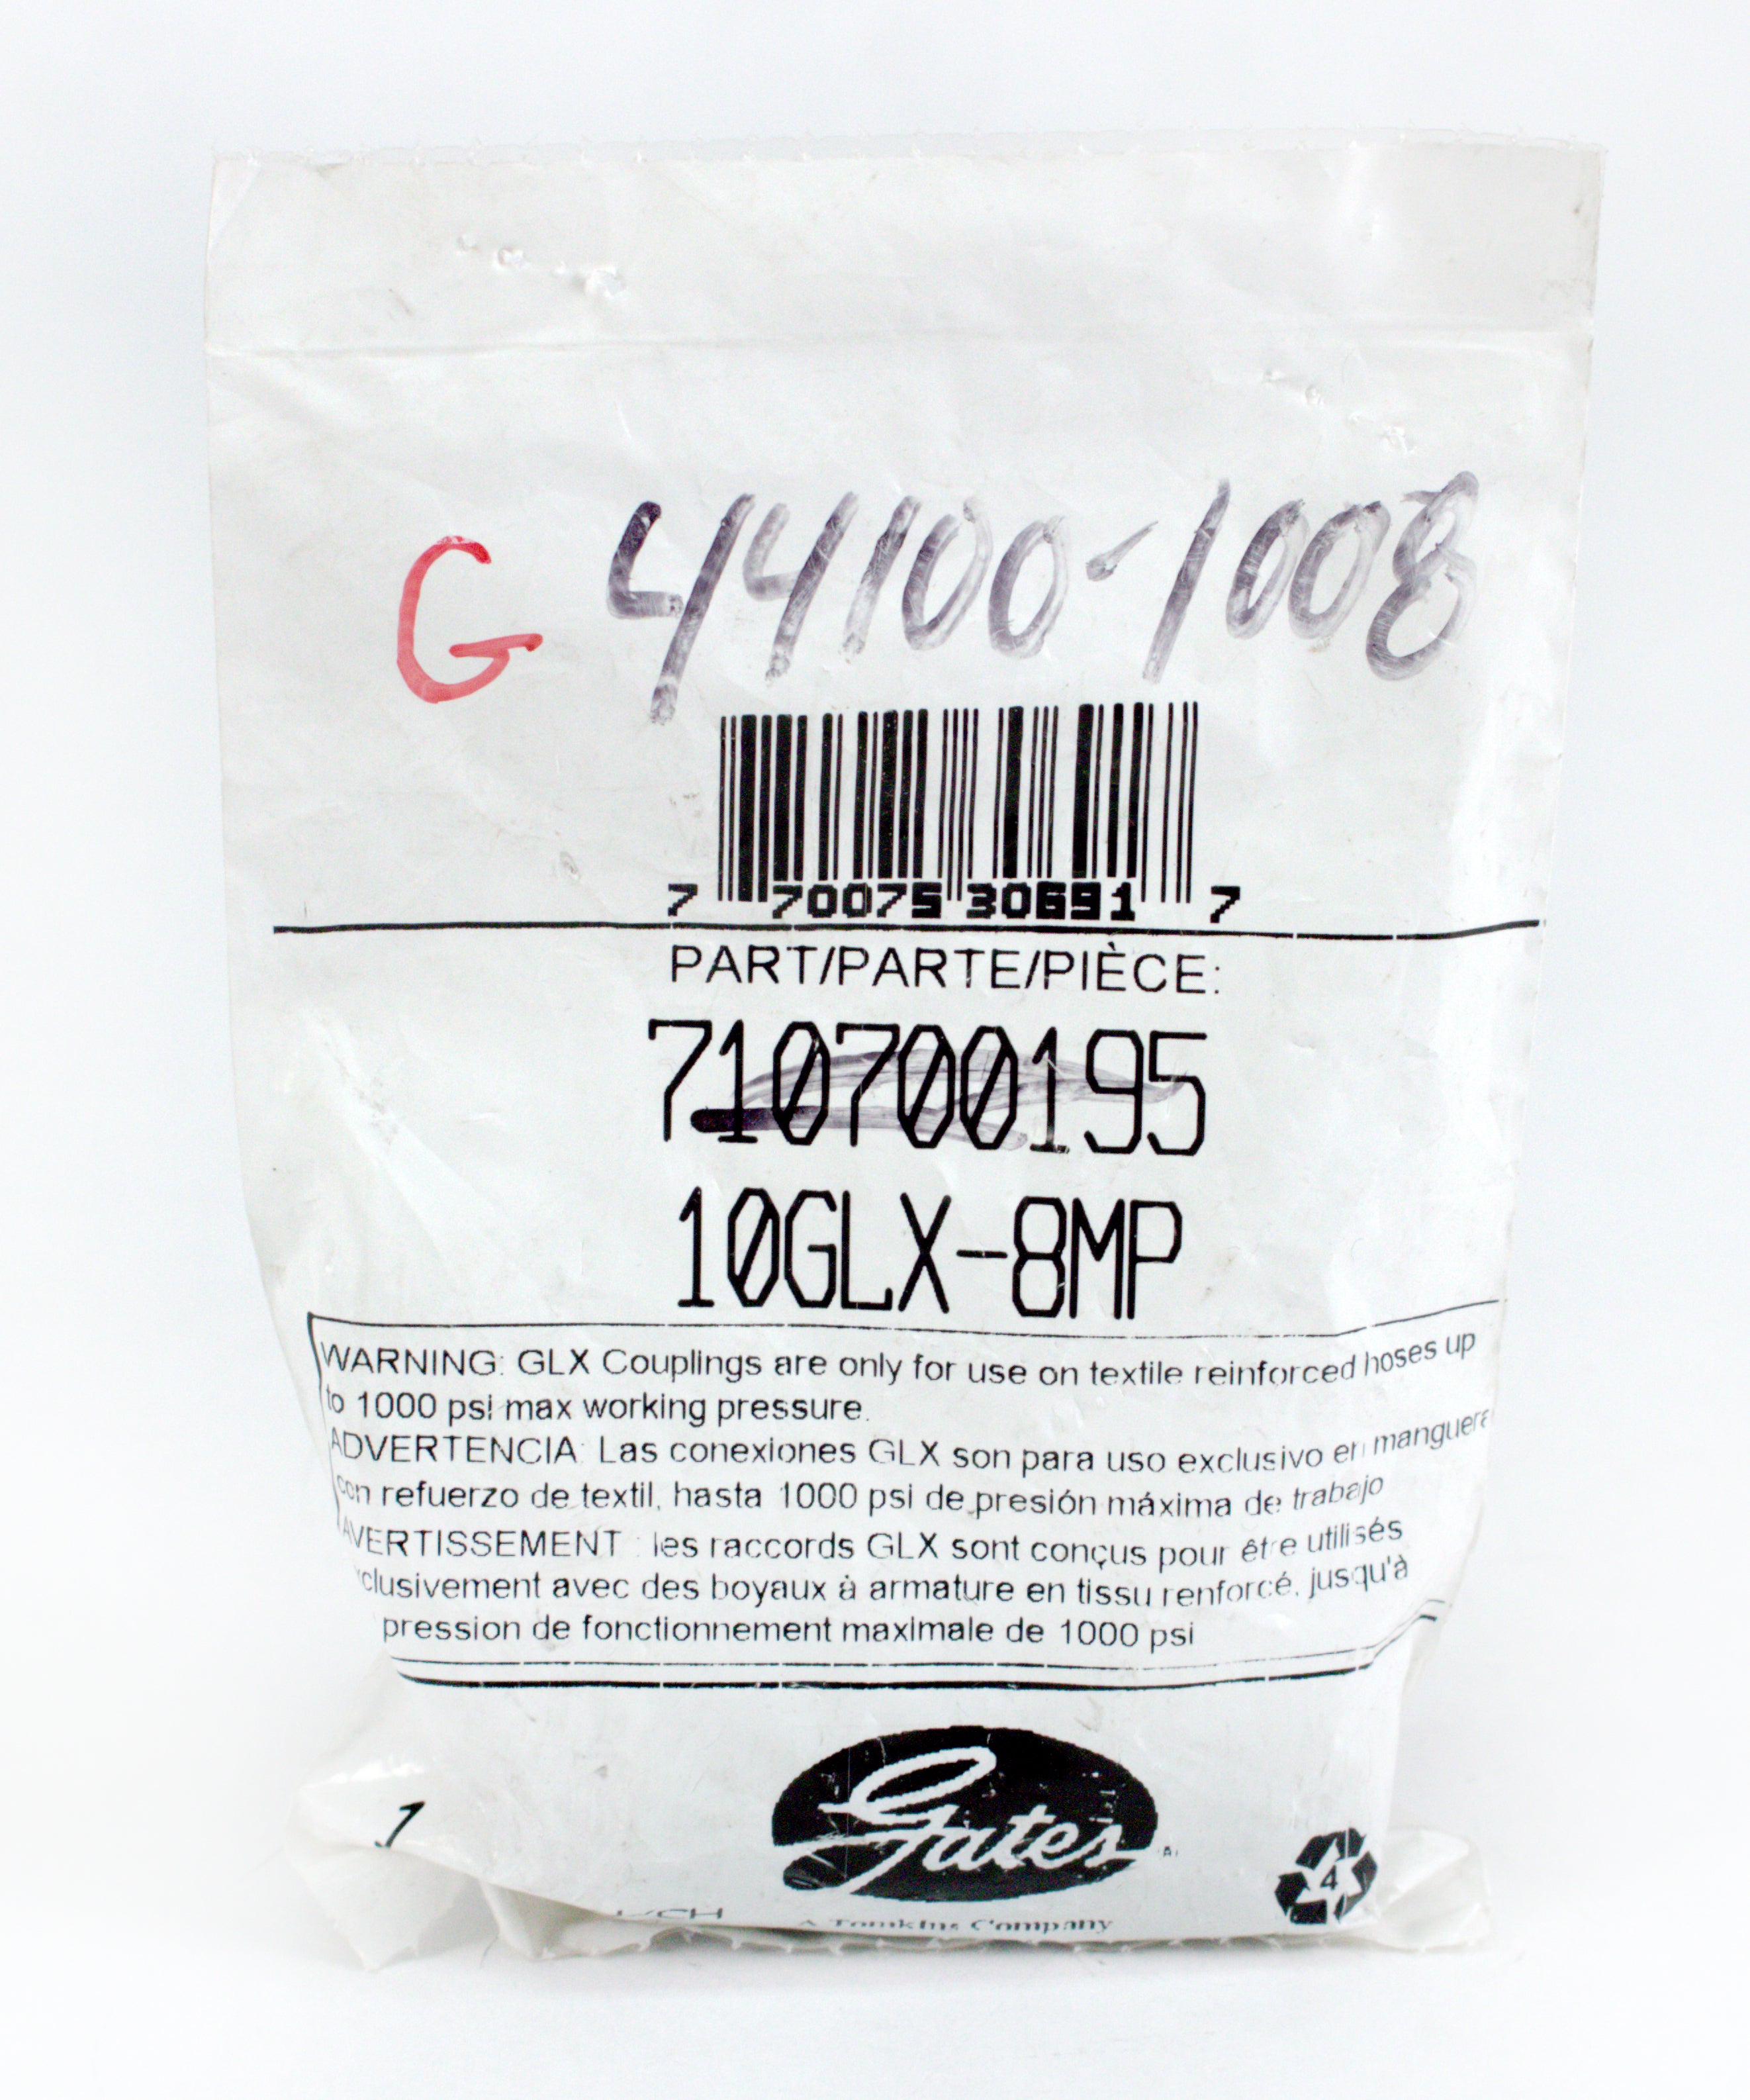 G 44100-1008
7 70075 30691 7
PART/PARTE/PIÈCE:
710700195
10GLX-8MP
WARNING: GLX Couplings are only for use on textile reinforced hoses up
to 1000 psi max working pressure.
ADVERTENCIA: Las conexiones GLX son para uso exclusivo en manguera
con refuerzo de textil, hasta 1000 psi de presión máxima de trabajo
AVERTISSEMENT : les raccords GLX sont conçus pour être utilisés
clusivement avec des boyaux à armature en tissu renforcé, jusqu'à
pression de fonctionnement maximale de 1000 psi
1
Gates
4
A Tomkins Company